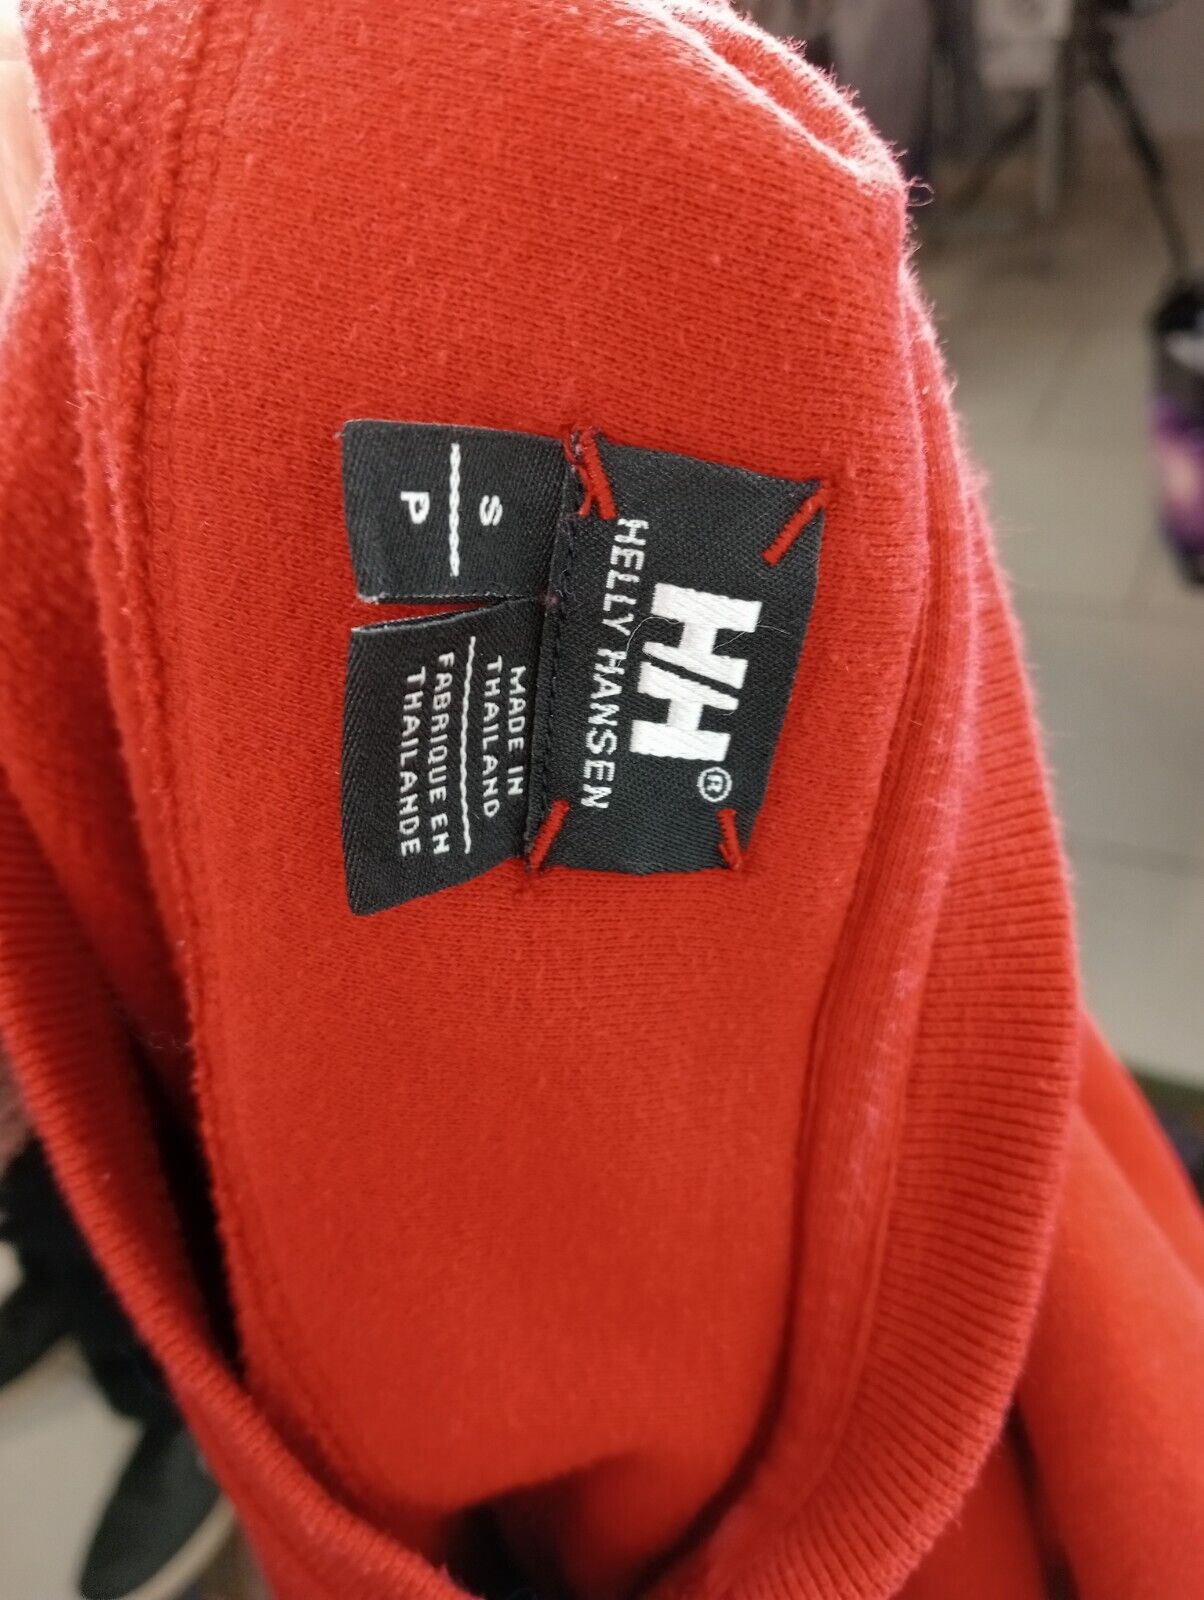 HH®
HELLY HANSEN
S
P
MADE IN
THAILAND
FABRIQUE EN
THAILANDE